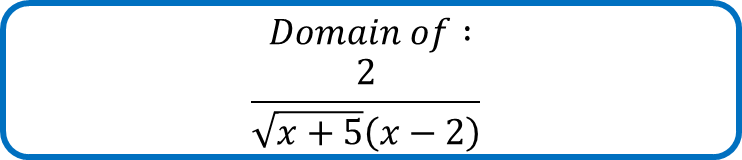 Domain of :
2
√x + 5(x − 2)